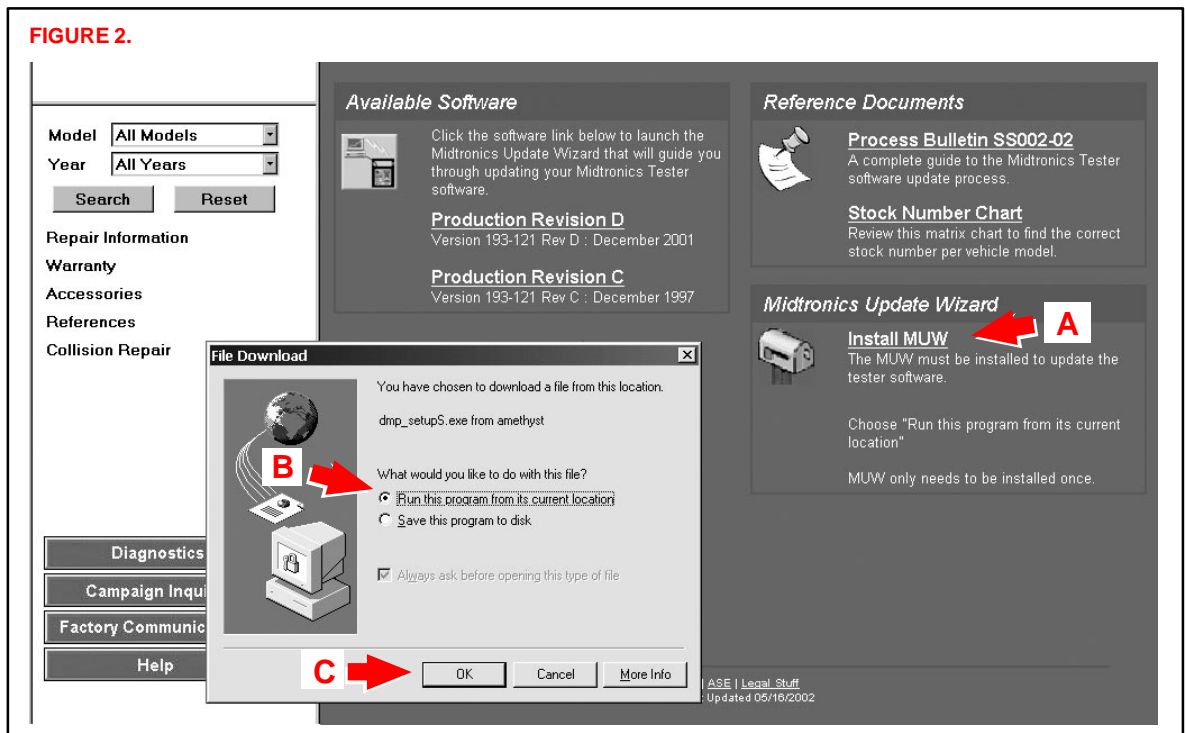 FIGURE 2.
Model All Models
Year All Years
Search Reset
Repair Information
Warranty
Accessories
References
Collision Repair
Diagnostics
Campaign Inqui
Factory Communic
Help
Available Software
Click the software link below to launch the
Midtronics Update Wizard that will guide you
through updating your Midtronics Tester
software.
Production Revision D
Version 193-121 Rev D : December 2001
Production Revision C
Version 193-121 Rev C : December 1997
Reference Documents
Process Bulletin SS002-02
A complete guide to the Midtronics Tester
software update process.
Stock Number Chart
Review this matrix chart to find the correct
stock number per vehicle model.
Midtronics Update Wizard
Install MUW
A
The MUW must be installed to update the
tester software.
Choose "Run this program from its current
location"
MUW only needs to be installed once.
File Download
You have chosen to download a file from this location.
dmp_setupS.exe from amethyst
What would you like to do with this file?
B
Run this program from its current location
Save this program to disk
Always ask before opening this type of file
C
OK Cancel More Info
| ASE | Legal Stuff
Updated 05/16/2002